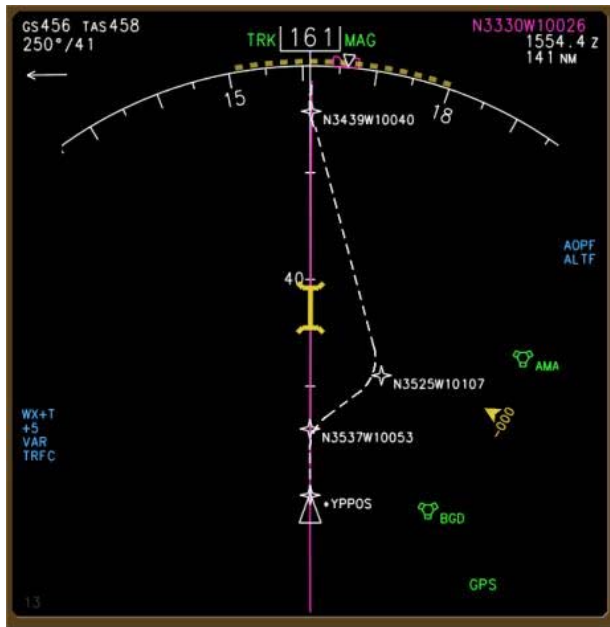 GS456 TAS458
250°/41
N3330W10026
1554.4 Z
141 NM
TRK 161 MAG
15
18
N3439W10040
AOPF
ALTF
40
AMA
N3525W10107
-000
WX+T
+5
VAR
TRFC
N3537W10053
+YPPOS
BGD
GPS
13